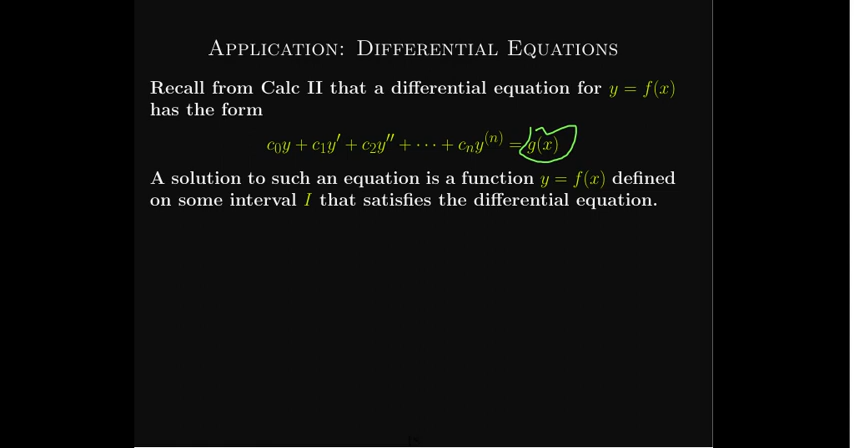 Application: Differential Equations
Recall from Calc II that a differential equation for y = f(x)
has the form
c₀y + c₁y′ + c₂y″ + ··· + cₙy⁽ⁿ⁾ = g(x)
A solution to such an equation is a function y = f(x) defined
on some interval I that satisfies the differential equation.